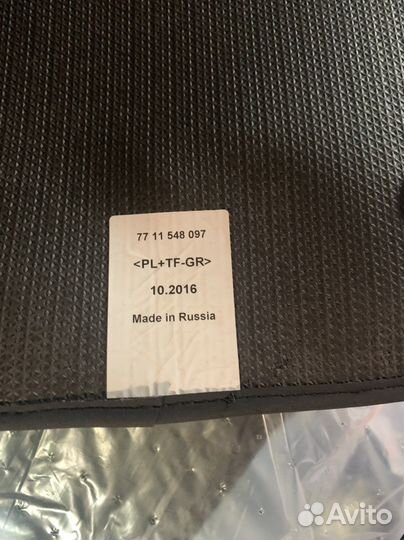 77 11 548 097
<PL+TF-GR>
10.2016
Made in Russia
Avito